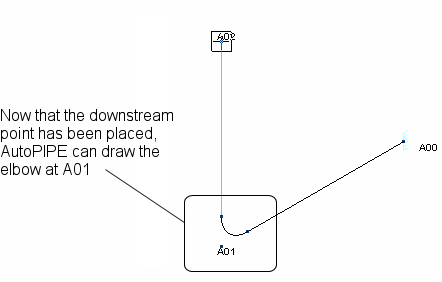 A02
Now that the downstream
point has been placed,
AutoPIPE can draw the
elbow at A01
A00
A01